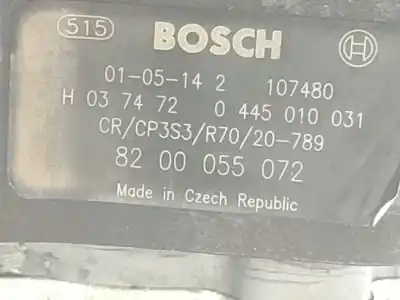 515 BOSCH H
01-05-14 2 107480
H 03 74 72 0 445 010 031
CR/CP3S3/R70/20-789
82 00 055 072
Made in Czech Republic